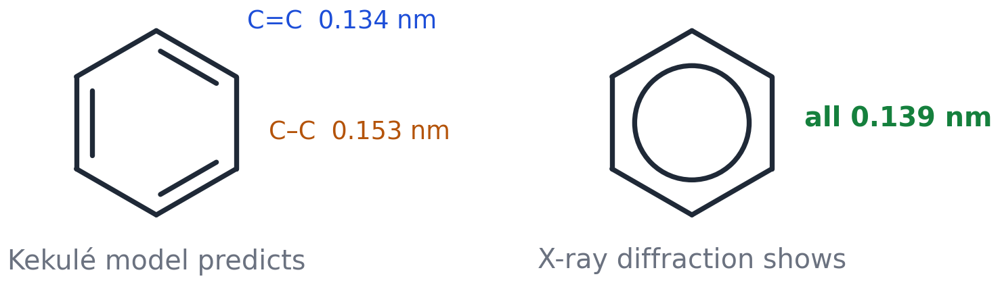 C=C 0.134 nm
C–C 0.153 nm
all 0.139 nm
Kekulé model predicts
X-ray diffraction shows